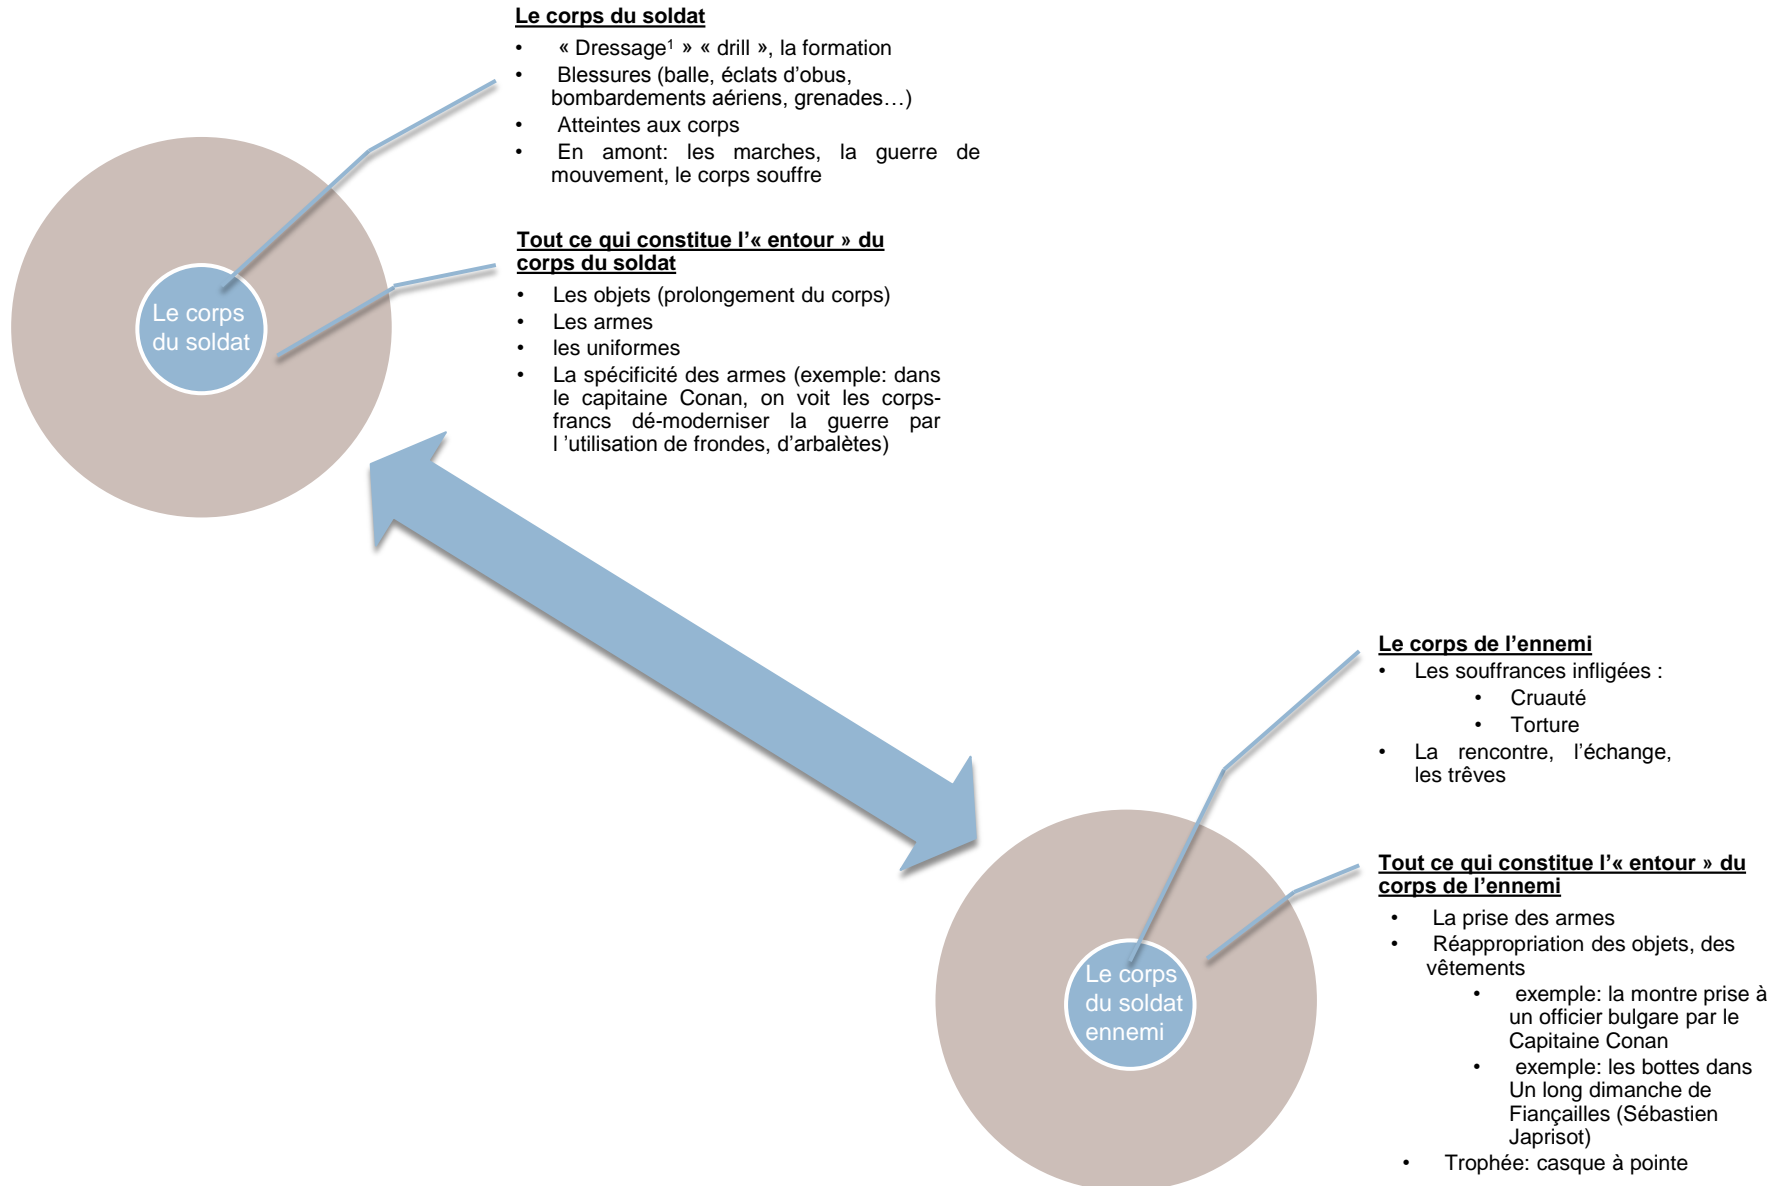 Le corps du soldat
• « Dressage¹ » « drill », la formation
• Blessures (balle, éclats d'obus,
bombardements aériens, grenades…)
• Atteintes aux corps
• En amont: les marches, la guerre de
mouvement, le corps souffre
Tout ce qui constitue l'« entour » du
corps du soldat
• Les objets (prolongement du corps)
• Les armes
• les uniformes
• La spécificité des armes (exemple: dans
le capitaine Conan, on voit les corps-
francs dé-moderniser la guerre par
l 'utilisation de frondes, d'arbalètes)
Le corps
du soldat
Le corps de l'ennemi
• Les souffrances infligées :
• Cruauté
• Torture
• La rencontre, l'échange,
les trêves
Tout ce qui constitue l'« entour » du
corps de l'ennemi
• La prise des armes
• Réappropriation des objets, des
vêtements
• exemple: la montre prise à
un officier bulgare par le
Capitaine Conan
• exemple: les bottes dans
Un long dimanche de
Fiançailles (Sébastien
Japrisot)
• Trophée: casque à pointe
Le corps
du soldat
ennemi